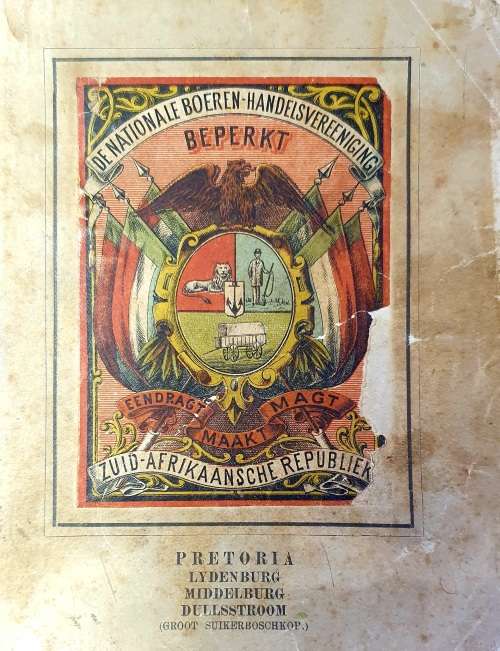 DE NATIONALE BOEREN-HANDELSVEREENIGING
BEPERKT
EENDRAGT
MAAKT
MAGT
ZUID-AFRIKAANSCHE REPUBLIEK
PRETORIA
LYDENBURG
MIDDELBURG
DULLSSTROOM
(GROOT SUIKERBOSCHKOP.)